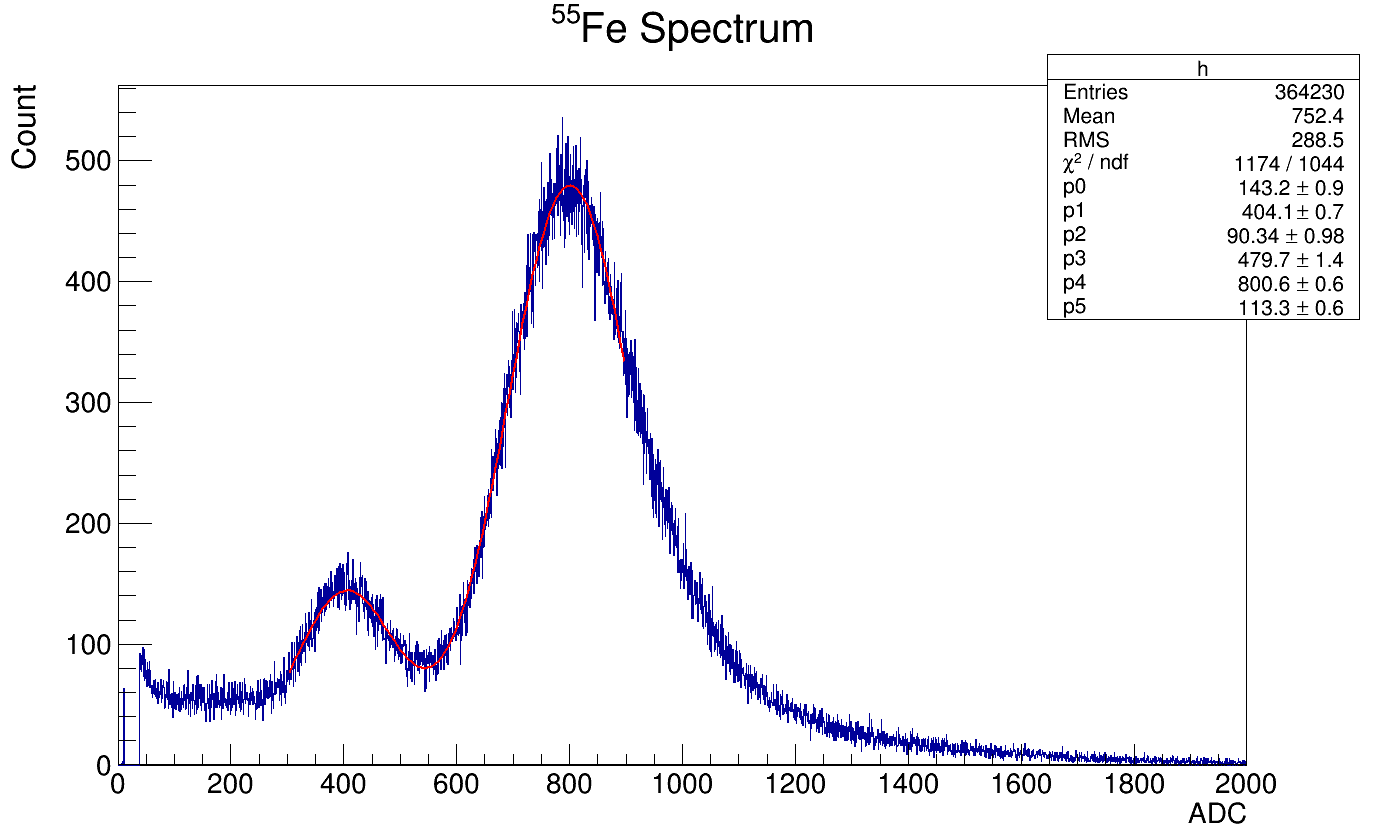 ⁵⁵Fe Spectrum
h
Entries 364230
Mean 752.4
RMS 288.5
χ² / ndf 1174 / 1044
p0 143.2 ± 0.9
p1 404.1 ± 0.7
p2 90.34 ± 0.98
p3 479.7 ± 1.4
p4 800.6 ± 0.6
p5 113.3 ± 0.6
Count
500
400
300
200
100
0
0 200 400 600 800 1000 1200 1400 1600 1800 2000
ADC